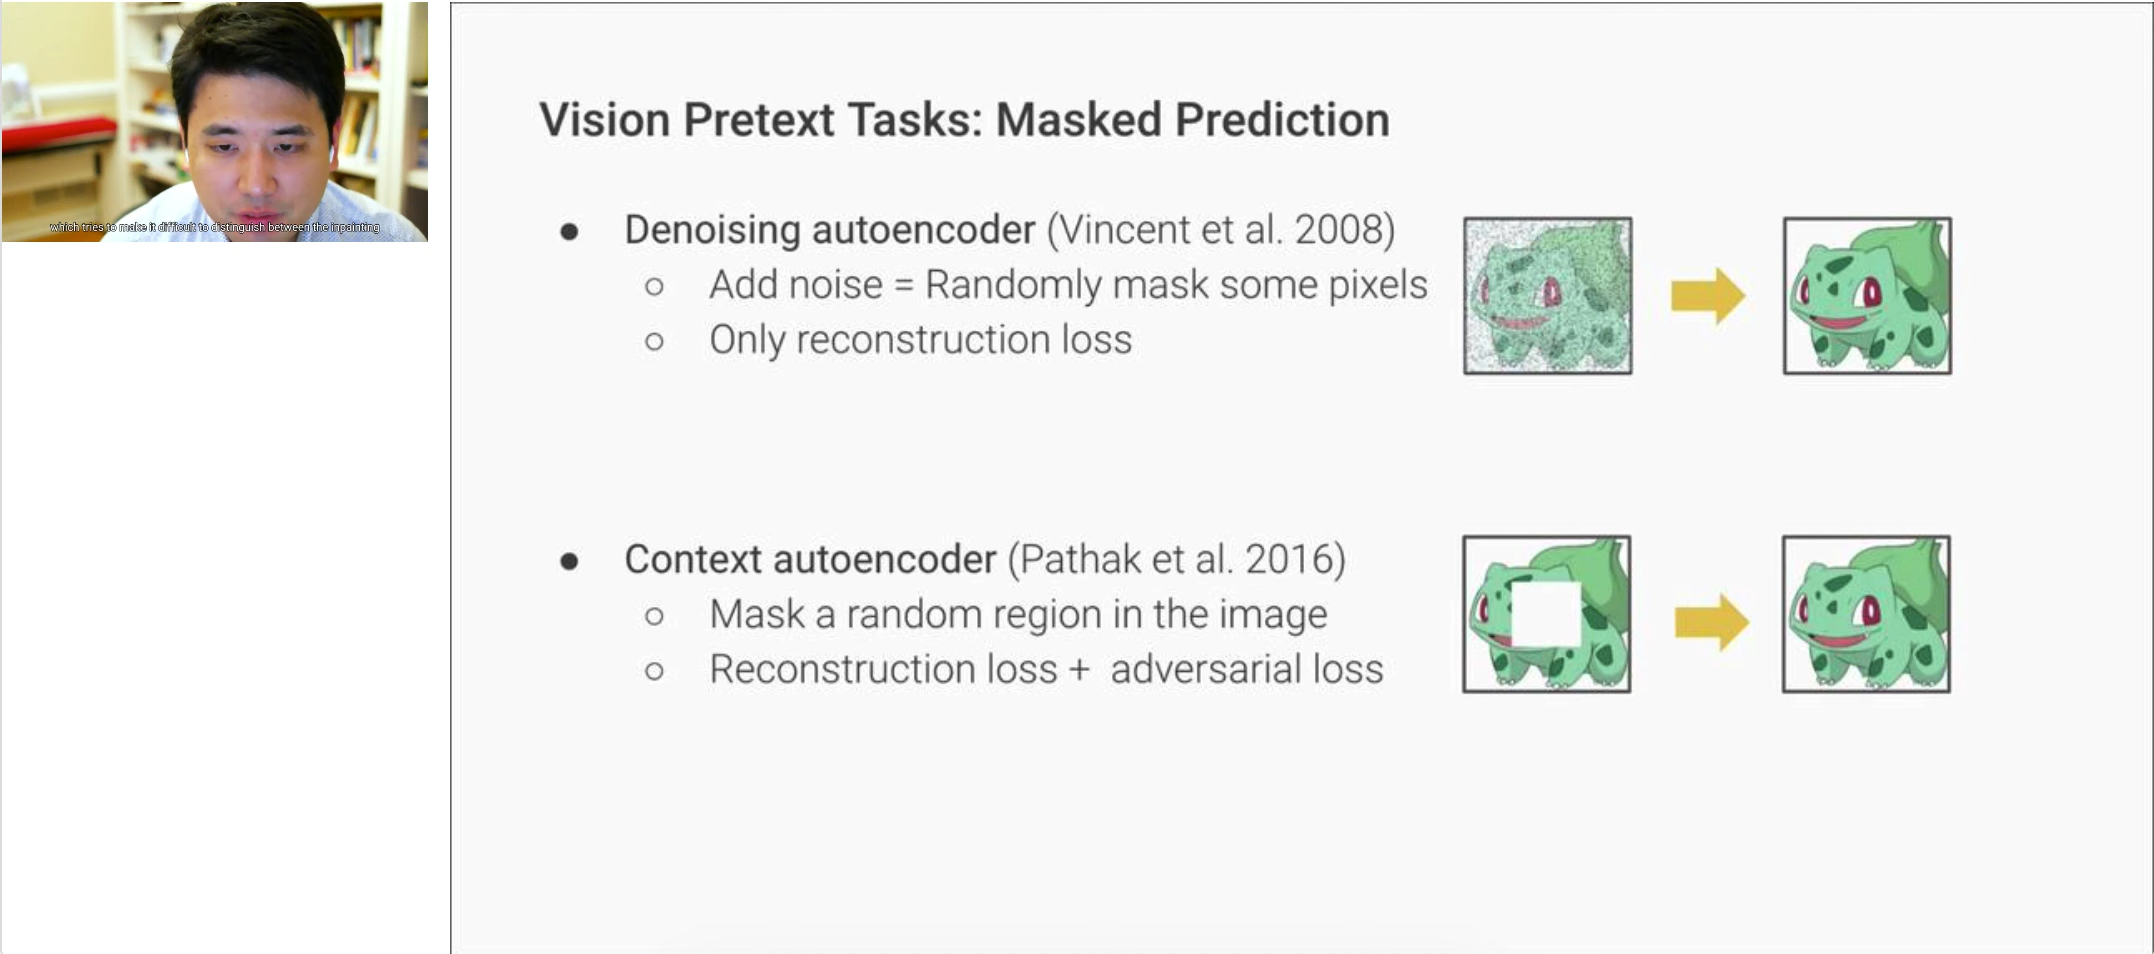 which tries to make it difficult to distinguish between the inpainting
Vision Pretext Tasks: Masked Prediction
● Denoising autoencoder (Vincent et al. 2008)
○ Add noise = Randomly mask some pixels
○ Only reconstruction loss
● Context autoencoder (Pathak et al. 2016)
○ Mask a random region in the image
○ Reconstruction loss + adversarial loss